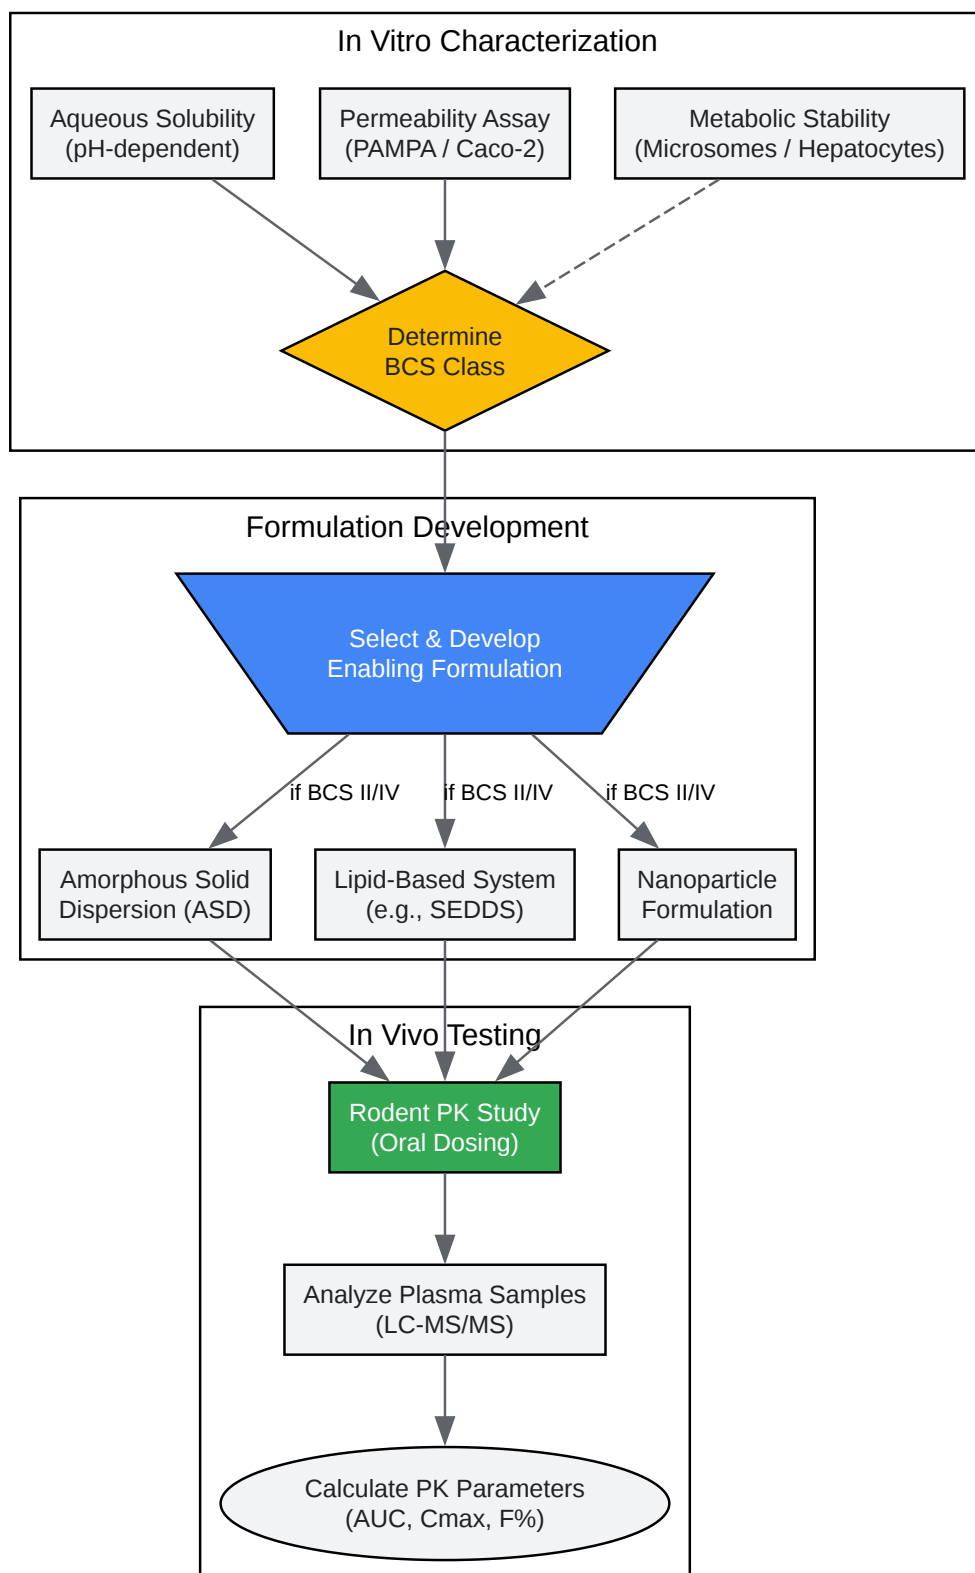 In Vitro Characterization
Aqueous Solubility
(pH-dependent)
Permeability Assay
(PAMPA / Caco-2)
Metabolic Stability
(Microsomes / Hepatocytes)
Determine
BCS Class
Formulation Development
Select & Develop
Enabling Formulation
if BCS II/IV
if BCS II/IV
if BCS II/IV
Amorphous Solid
Dispersion (ASD)
Lipid-Based System
(e.g., SEDDS)
Nanoparticle
Formulation
In Vivo Testing
Rodent PK Study
(Oral Dosing)
Analyze Plasma Samples
(LC-MS/MS)
Calculate PK Parameters
(AUC, Cmax, F%)